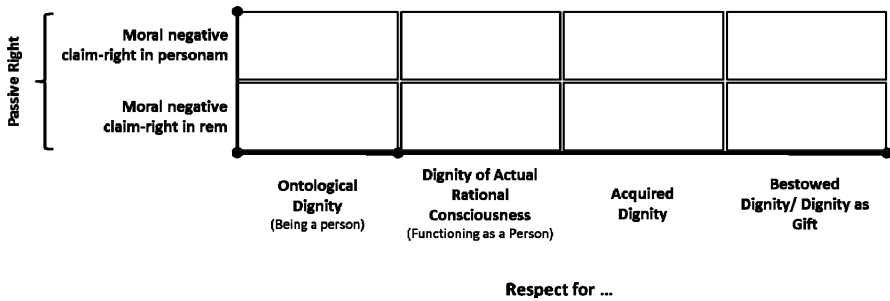 Passive Right
Moral negative
claim-right in personam
Moral negative
claim-right in rem
Ontological
Dignity
(Being a person)
Dignity of Actual
Rational
Consciousness
(Functioning as a Person)
Acquired
Dignity
Bestowed
Dignity/ Dignity as
Gift
Respect for ...